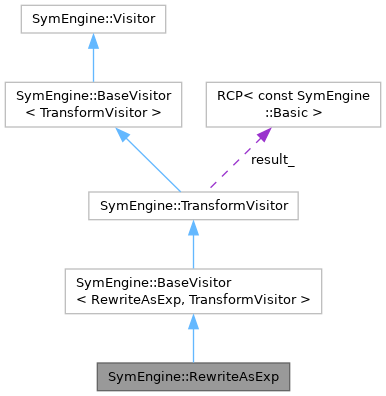 SymEngine::Visitor
SymEngine::BaseVisitor
< TransformVisitor >
RCP< const SymEngine
::Basic >
result_
SymEngine::TransformVisitor
SymEngine::BaseVisitor
< RewriteAsExp, TransformVisitor >
SymEngine::RewriteAsExp